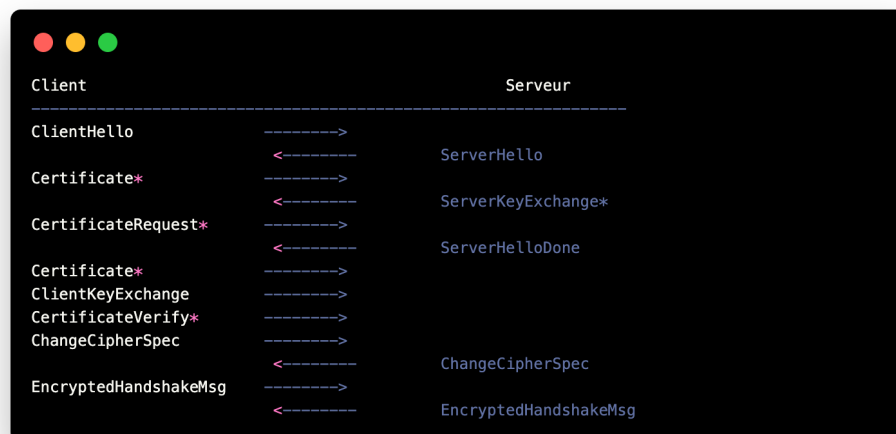 Client Serveur
----------------------------------------------------------------
ClientHello -------->
<-------- ServerHello
Certificate* -------->
<-------- ServerKeyExchange*
CertificateRequest* -------->
<-------- ServerHelloDone
Certificate* -------->
ClientKeyExchange -------->
CertificateVerify* -------->
ChangeCipherSpec -------->
<-------- ChangeCipherSpec
EncryptedHandshakeMsg -------->
<-------- EncryptedHandshakeMsg